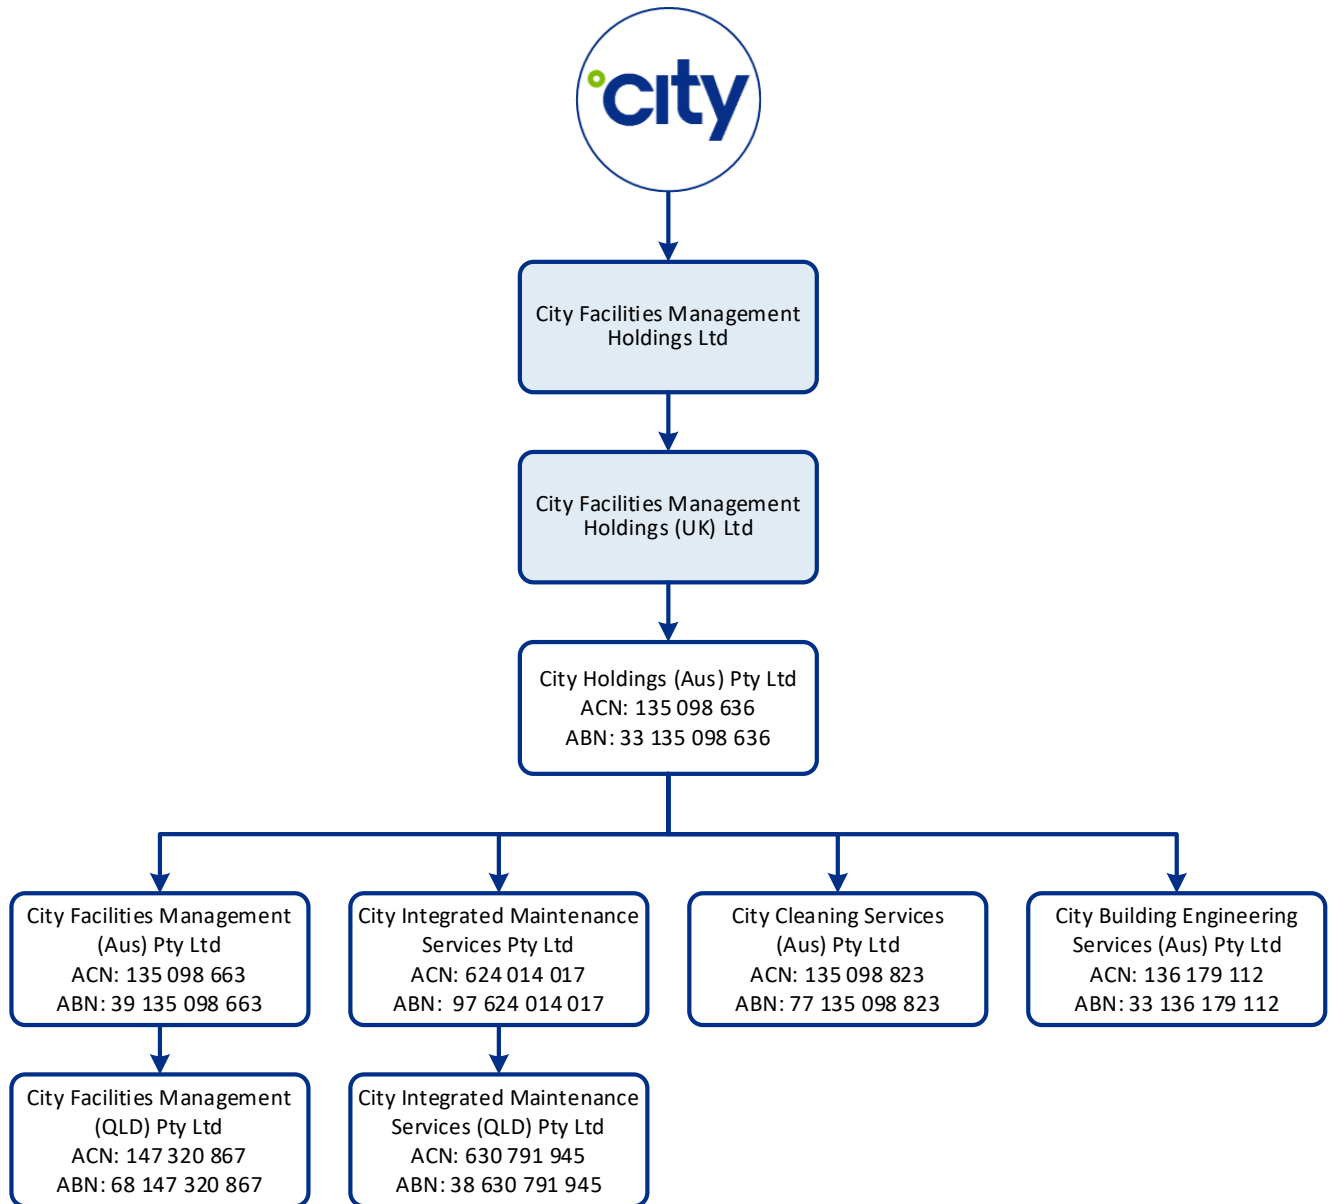 city
City Facilities Management
Holdings Ltd
City Facilities Management
Holdings (UK) Ltd
City Holdings (Aus) Pty Ltd
ACN: 135 098 636
ABN: 33 135 098 636
City Facilities Management
(Aus) Pty Ltd
ACN: 135 098 663
ABN: 39 135 098 663
City Integrated Maintenance
Services Pty Ltd
ACN: 624 014 017
ABN: 97 624 014 017
City Cleaning Services
(Aus) Pty Ltd
ACN: 135 098 823
ABN: 77 135 098 823
City Building Engineering
Services (Aus) Pty Ltd
ACN: 136 179 112
ABN: 33 136 179 112
City Facilities Management
(QLD) Pty Ltd
ACN: 147 320 867
ABN: 68 147 320 867
City Integrated Maintenance
Services (QLD) Pty Ltd
ACN: 630 791 945
ABN: 38 630 791 945